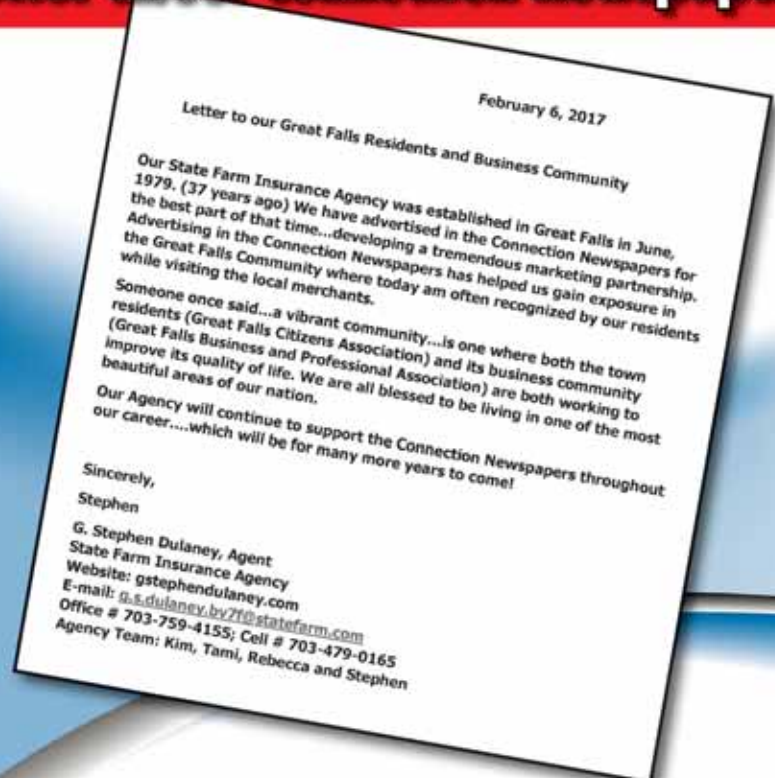 February 6, 2017
Letter to our Great Falls Residents and Business Community
Our State Farm Insurance Agency was established in Great Falls in June,
1979. (37 years ago) We have advertised in the Connection Newspapers for
the best part of that time...developing a tremendous marketing partnership.
Advertising in the Connection Newspapers has helped us gain exposure in
the Great Falls Community where today am often recognized by our residents
while visiting the local merchants.
Someone once said...a vibrant community...is one where both the town
residents (Great Falls Citizens Association) and its business community
(Great Falls Business and Professional Association) are both working to
improve its quality of life. We are all blessed to be living in one of the most
beautiful areas of our nation.
Our Agency will continue to support the Connection Newspapers throughout
our career....which will be for many more years to come!
Sincerely,
Stephen
G. Stephen Dulaney, Agent
State Farm Insurance Agency
Website: gstephendulaney.com
E-mail: g.s.dulaney.bv7f@statefarm.com
Office # 703-759-4155; Cell # 703-479-0165
Agency Team: Kim, Tami, Rebecca and Stephen